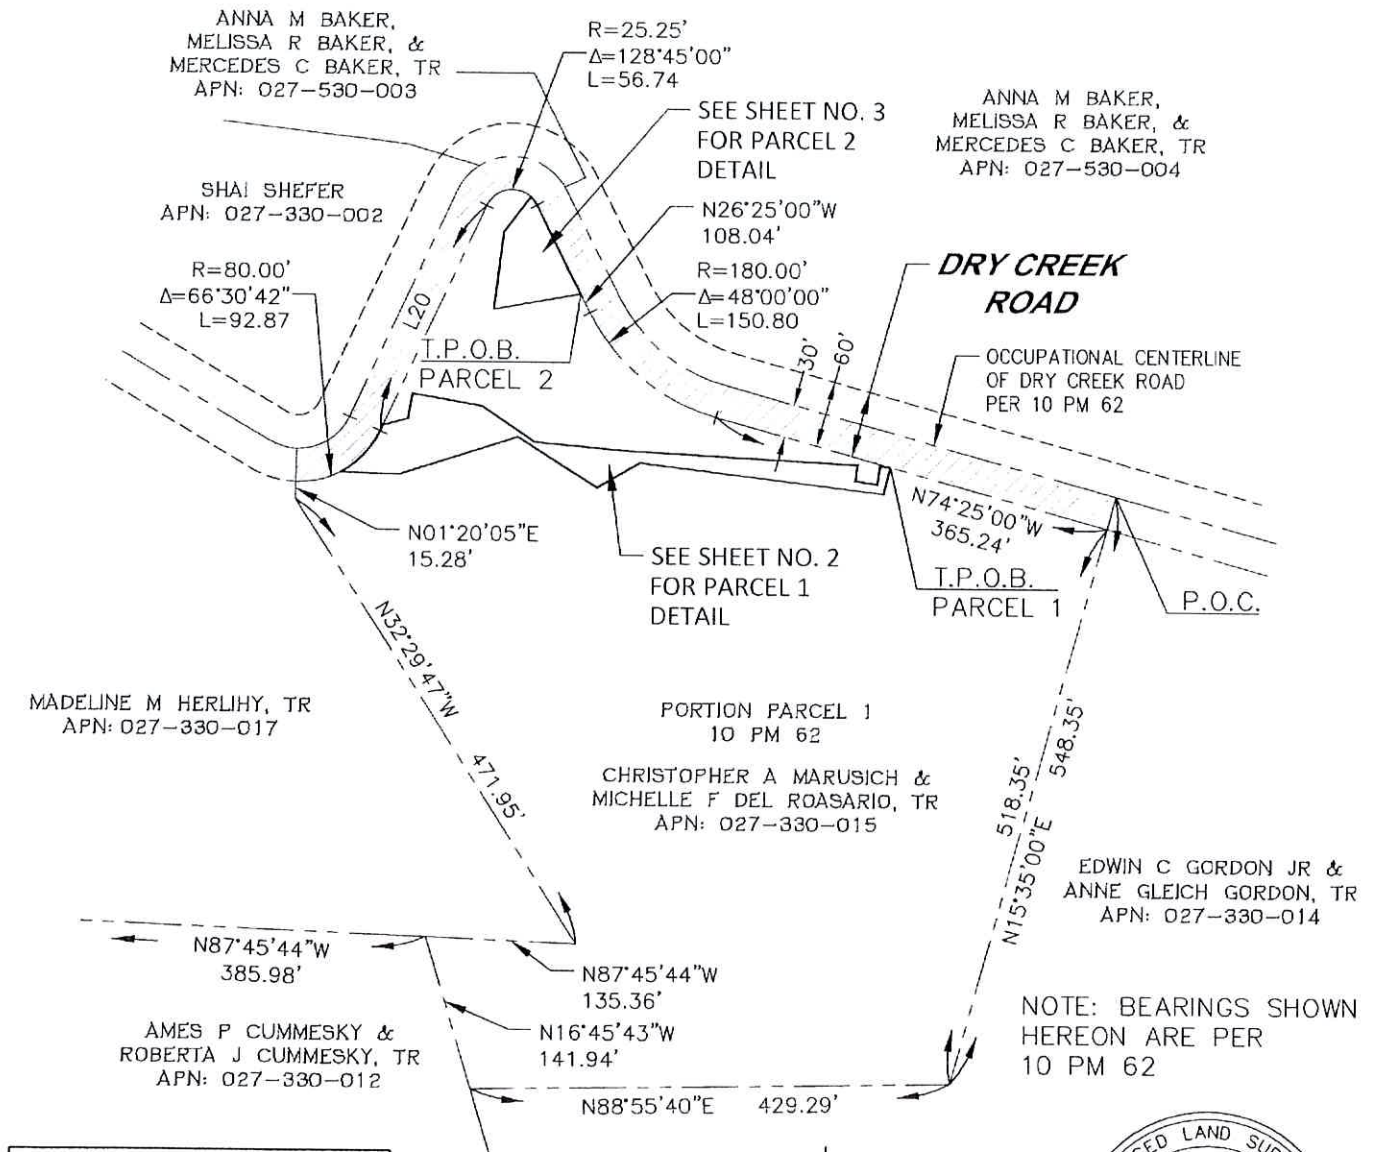 ANNA M BAKER,
MELISSA R BAKER, &
MERCEDES C BAKER, TR
APN: 027-530-003
R=25.25'
Δ=128°45'00"
L=56.74
SEE SHEET NO. 3
FOR PARCEL 2
DETAIL
ANNA M BAKER,
MELISSA R BAKER, &
MERCEDES C BAKER, TR
APN: 027-530-004
SHAI SHEFER
APN: 027-330-002
N26°25'00"W
108.04'
R=80.00'
Δ=66°30'42"
L=92.87
L20
R=180.00'
Δ=48°00'00"
L=150.80
DRY CREEK
ROAD
T.P.O.B.
PARCEL 2
30'
60'
OCCUPATIONAL CENTERLINE
OF DRY CREEK ROAD
PER 10 PM 62
N01°20'05"E
15.28'
SEE SHEET NO. 2
FOR PARCEL 1
DETAIL
N74°25'00"W
365.24'
T.P.O.B.
PARCEL 1
P.O.C.
N32°29'47"W
471.95'
MADELINE M HERLIHY, TR
APN: 027-330-017
PORTION PARCEL 1
10 PM 62
CHRISTOPHER A MARUSICH &
MICHELLE F DEL ROASARIO, TR
APN: 027-330-015
518.35'
548.35'
N15°35'00"E
EDWIN C GORDON JR &
ANNE GLEICH GORDON, TR
APN: 027-330-014
N87°45'44"W
385.98'
N87°45'44"W
135.36'
N16°45'43"W
141.94'
AMES P CUMMESKY &
ROBERTA J CUMMESKY, TR
APN: 027-330-012
NOTE: BEARINGS SHOWN
HEREON ARE PER
10 PM 62
N88°55'40"E 429.29'
LAND